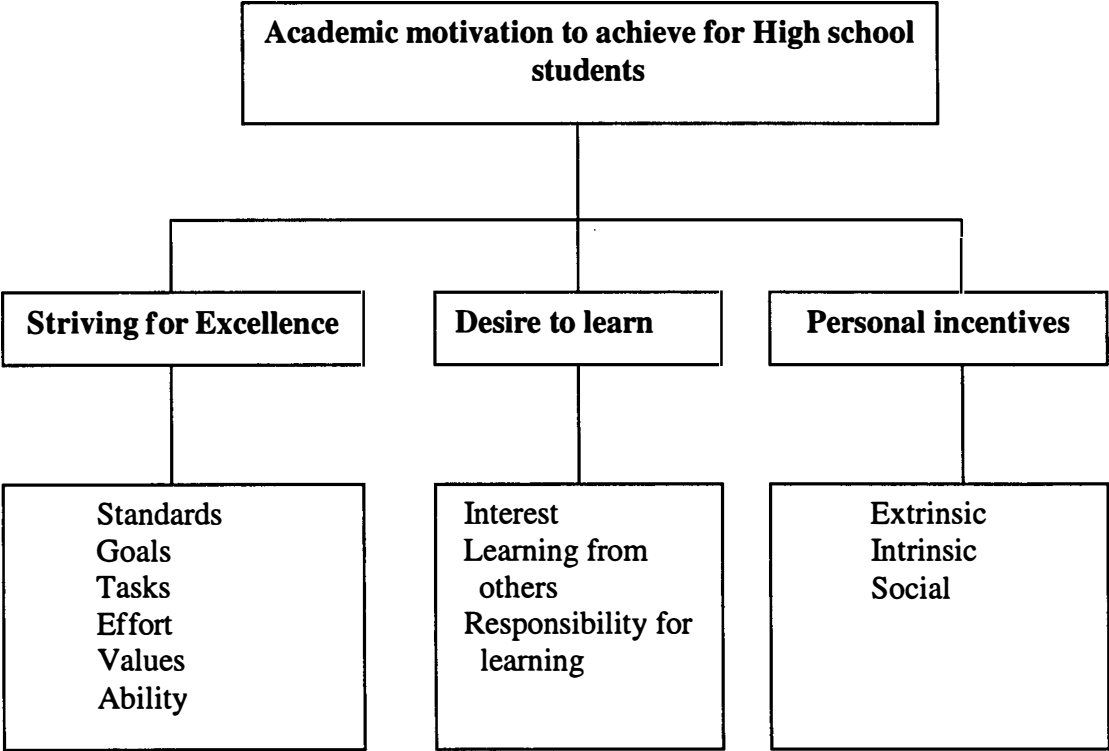 Academic motivation to achieve for High school
students
Striving for Excellence
Desire to learn
Personal incentives
Standards
Goals
Tasks
Effort
Values
Ability
Interest
Learning from
others
Responsibility for
learning
Extrinsic
Intrinsic
Social